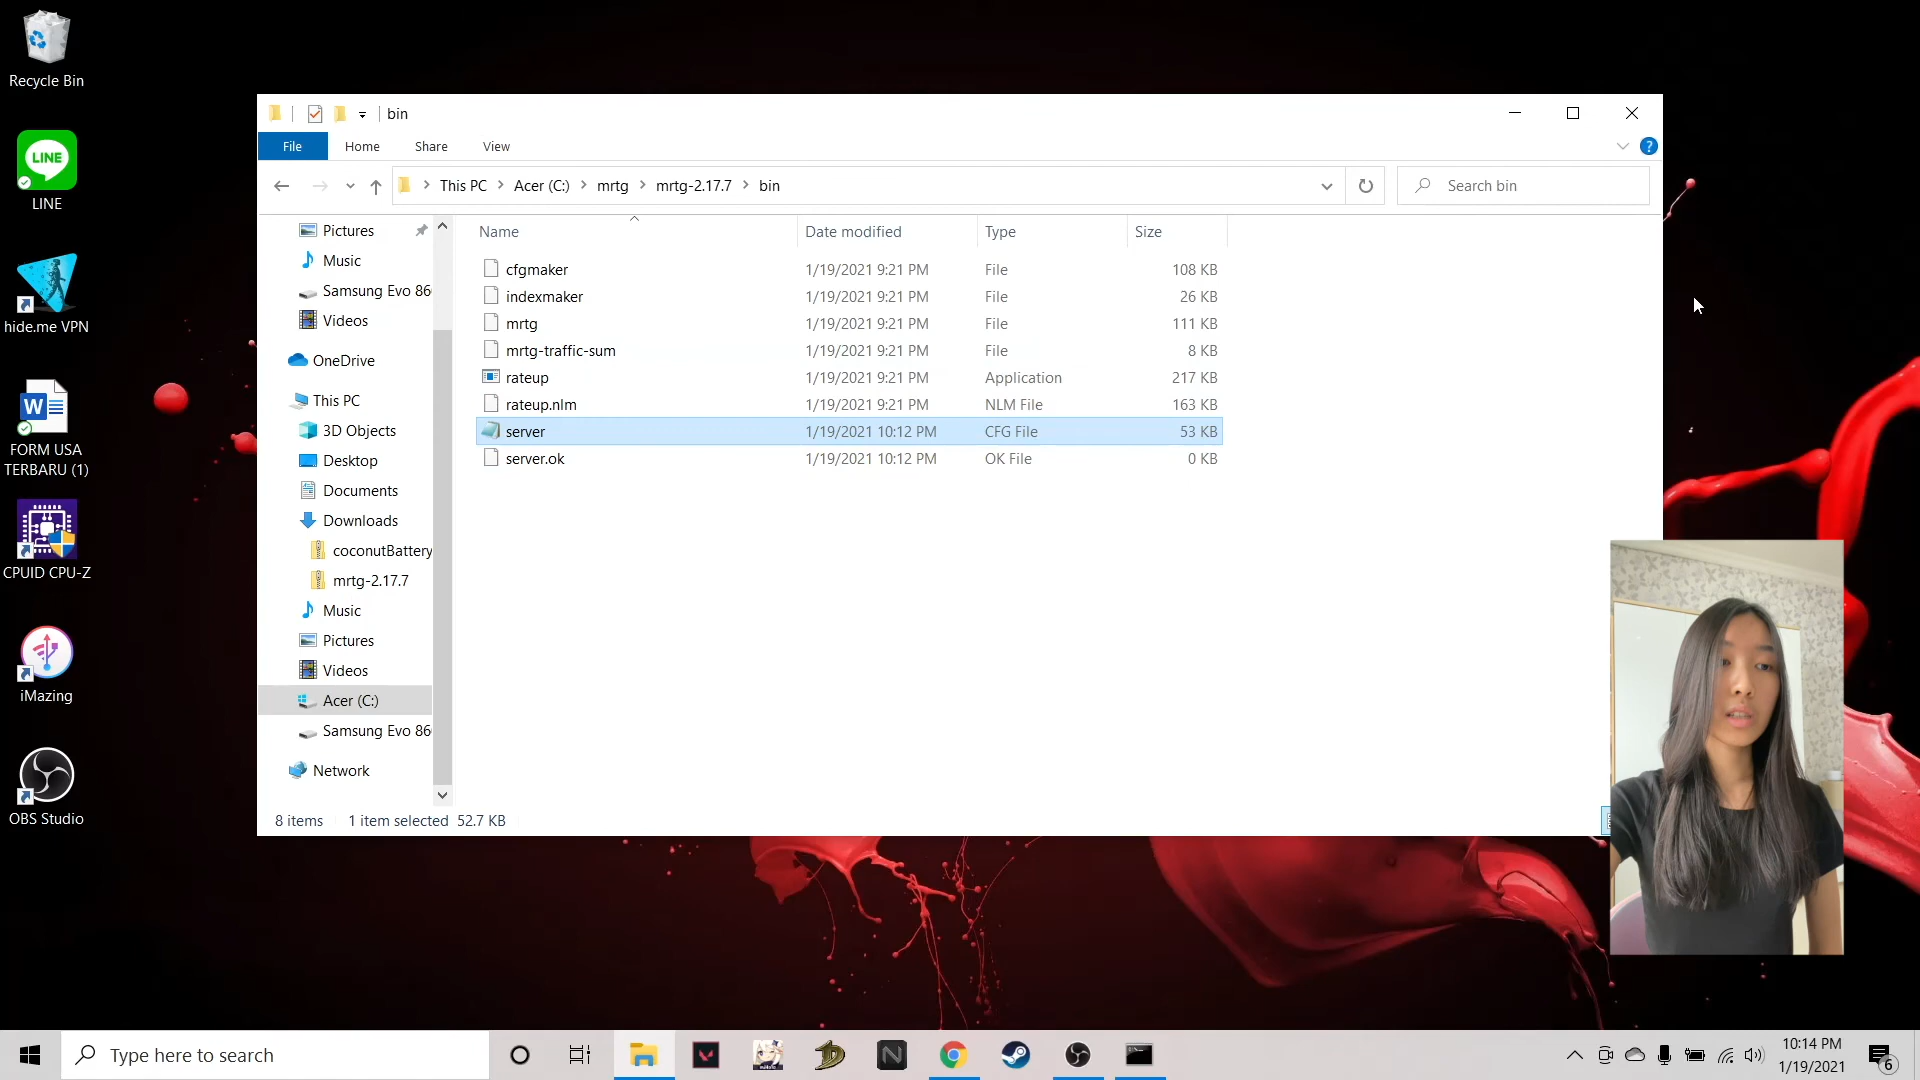 Recycle Bin
LINE
LINE
hide.me VPN
FORM USA
TERBARU (1)
CPUID CPU-Z
iMazing
OBS Studio
bin
File Home Share View
This PC > Acer (C:) > mrtg > mrtg-2.17.7 > bin
Search bin
Pictures
Music
Samsung Evo 86
Videos
OneDrive
This PC
3D Objects
Desktop
Documents
Downloads
coconutBattery
mrtg-2.17.7
Music
Pictures
Videos
Acer (C:)
Samsung Evo 86
Network
Name Date modified Type Size
cfgmaker 1/19/2021 9:21 PM File 108 KB
indexmaker 1/19/2021 9:21 PM File 26 KB
mrtg 1/19/2021 9:21 PM File 111 KB
mrtg-traffic-sum 1/19/2021 9:21 PM File 8 KB
rateup 1/19/2021 9:21 PM Application 217 KB
rateup.nlm 1/19/2021 9:21 PM NLM File 163 KB
server 1/19/2021 10:12 PM CFG File 53 KB
server.ok 1/19/2021 10:12 PM OK File 0 KB
8 items 1 item selected 52.7 KB
Type here to search
10:14 PM
1/19/2021
6